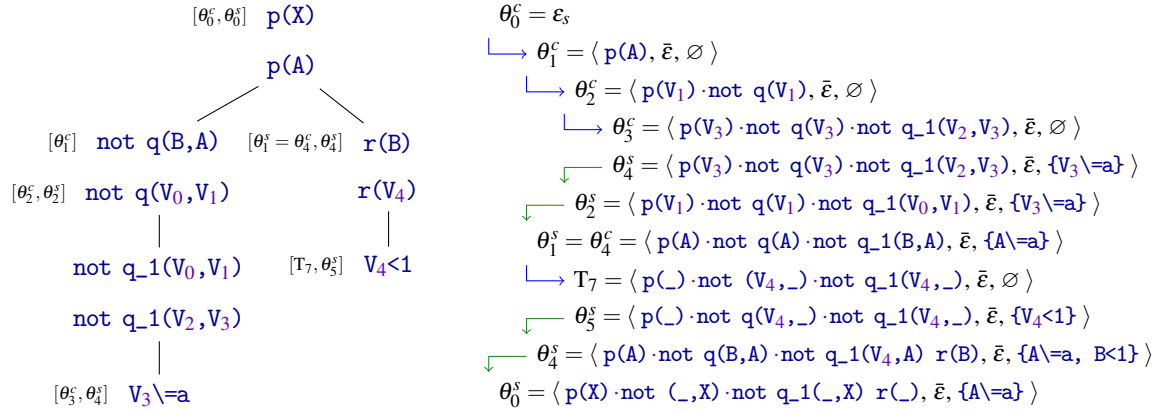 [θ₀ᶜ, θ₀ˢ] p(X)
p(A)
[θ₁ᶜ] not q(B,A) [θ₁ˢ = θ₄ᶜ, θ₄ˢ] r(B)
[θ₂ᶜ, θ₂ˢ] not q(V₀,V₁) r(V₄)
not q_1(V₀,V₁) [T₇, θ₅ˢ] V₄<1
not q_1(V₂,V₃)
[θ₃ᶜ, θ₄ˢ] V₃\=a
θ₀ᶜ = εₛ
θ₁ᶜ = ⟨ p(A), ε̄, ∅ ⟩
θ₂ᶜ = ⟨ p(V₁)·not q(V₁), ε̄, ∅ ⟩
θ₃ᶜ = ⟨ p(V₃)·not q(V₃)·not q_1(V₂,V₃), ε̄, ∅ ⟩
θ₄ˢ = ⟨ p(V₃)·not q(V₃)·not q_1(V₂,V₃), ε̄, {V₃\=a} ⟩
θ₂ˢ = ⟨ p(V₁)·not q(V₁)·not q_1(V₀,V₁), ε̄, {V₃\=a} ⟩
θ₁ˢ = θ₄ᶜ = ⟨ p(A)·not q(A)·not q_1(B,A), ε̄, {A\=a} ⟩
T₇ = ⟨ p(_)·not (V₄,_)·not q_1(V₄,_), ε̄, ∅ ⟩
θ₅ˢ = ⟨ p(_)·not q(V₄,_)·not q_1(V₄,_), ε̄, {V₄<1} ⟩
θ₄ˢ = ⟨ p(A)·not q(B,A)·not q_1(V₄,A) r(B), ε̄, {A\=a, B<1} ⟩
θ₀ˢ = ⟨ p(X)·not (_,X)·not q_1(_,X) r(_), ε̄, {A\=a} ⟩